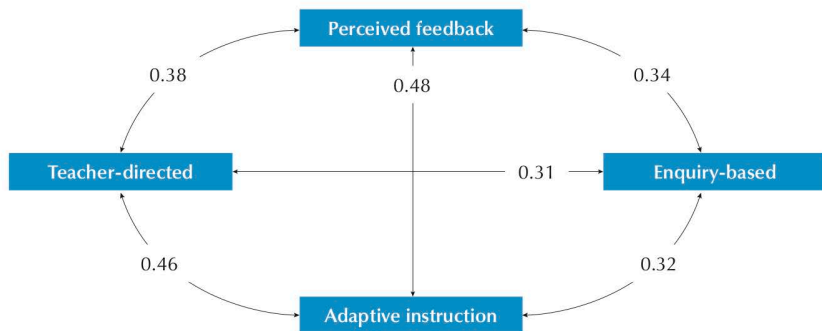 Perceived feedback
0.38
0.48
0.34
Teacher-directed
0.31
Enquiry-based
0.46
0.32
Adaptive instruction